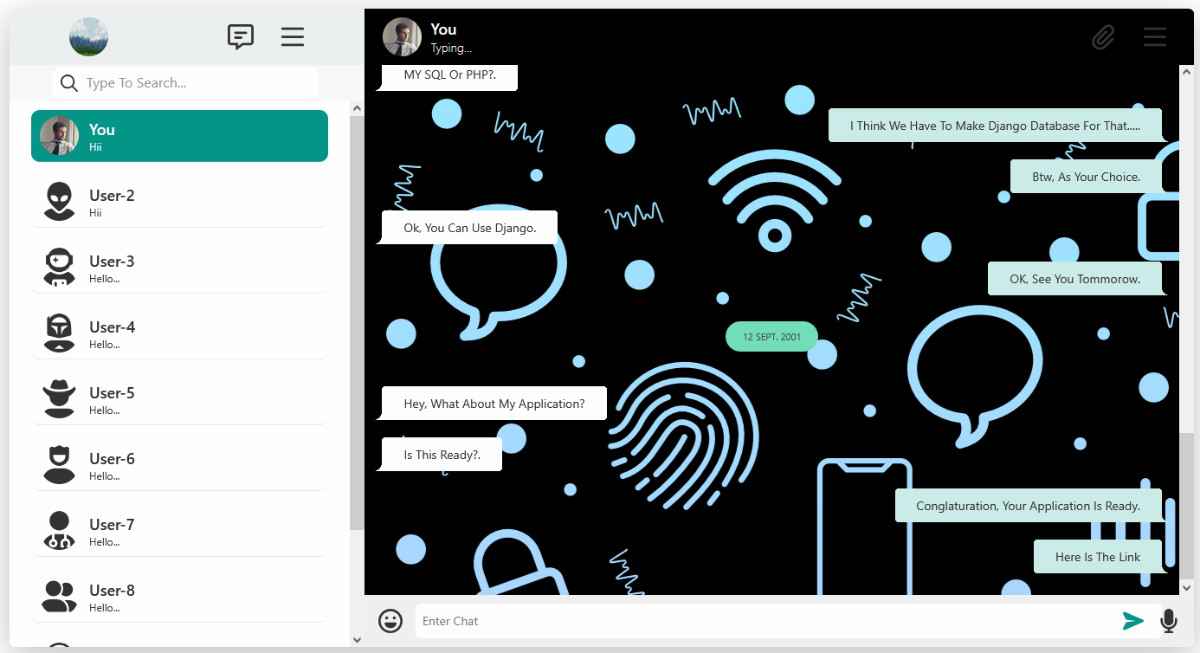 Type To Search...
You
Hii
User-2
Hii
User-3
Hello...
User-4
Hello...
User-5
Hello...
User-6
Hello...
User-7
Hello...
User-8
Hello...
You
Typing...
MY SQL Or PHP?.
I Think We Have To Make Django Database For That.....
Btw, As Your Choice.
Ok, You Can Use Django.
OK, See You Tommorow.
12 SEPT. 2001
Hey, What About My Application?
Is This Ready?.
Conglaturation, Your Application Is Ready.
Here Is The Link
Enter Chat